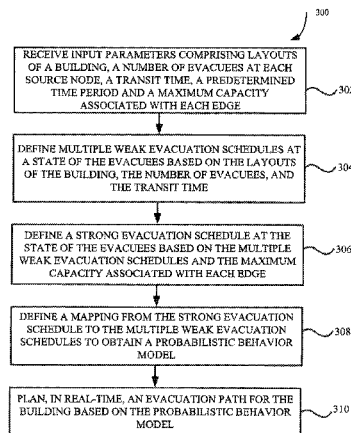 300
RECEIVE INPUT PARAMETERS COMPRISING LAYOUTS
OF A BUILDING, A NUMBER OF EVACUEES AT EACH
SOURCE NODE, A TRANSIT TIME, A PREDETERMINED
TIME PERIOD AND A MAXIMUM CAPACITY
ASSOCIATED WITH EACH EDGE
302
DEFINE MULTIPLE WEAK EVACUATION SCHEDULES AT
A STATE OF THE EVACUEES BASED ON THE LAYOUTS
OF THE BUILDING, THE NUMBER OF EVACUEES, AND
THE TRANSIT TIME
304
DEFINE A STRONG EVACUATION SCHEDULE AT THE
STATE OF THE EVACUEES BASED ON THE MULTIPLE
WEAK EVACUATION SCHEDULES AND THE MAXIMUM
CAPACITY ASSOCIATED WITH EACH EDGE
306
DEFINE A MAPPING FROM THE STRONG EVACUATION
SCHEDULE TO THE MULTIPLE WEAK EVACUATION
SCHEDULES TO OBTAIN A PROBABILISTIC BEHAVIOR
MODEL
308
PLAN, IN REAL-TIME, AN EVACUATION PATH FOR THE
BUILDING BASED ON THE PROBABILISTIC BEHAVIOR
MODEL
310